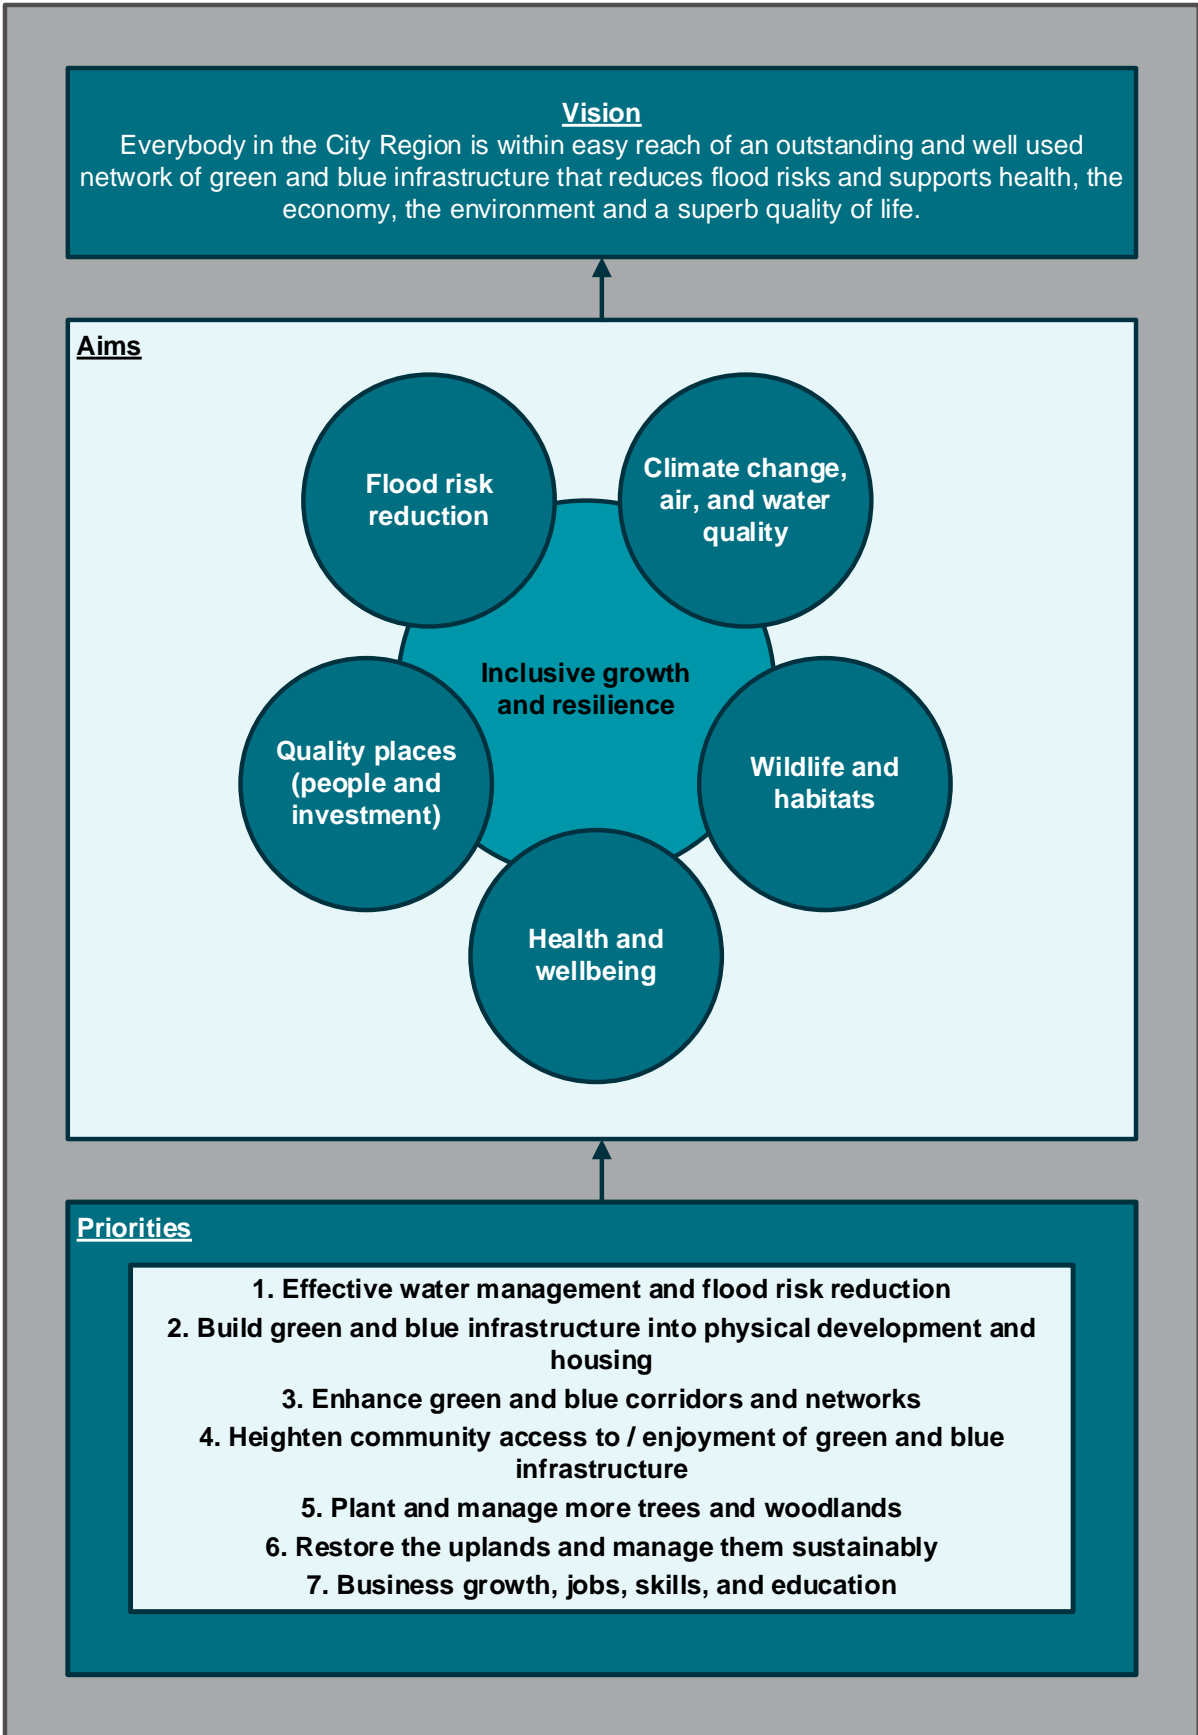 Vision
Everybody in the City Region is within easy reach of an outstanding and well used
network of green and blue infrastructure that reduces flood risks and supports health, the
economy, the environment and a superb quality of life.
Aims
Flood risk
reduction
Climate change,
air, and water
quality
Inclusive growth
and resilience
Quality places
(people and
investment)
Wildlife and
habitats
Health and
wellbeing
Priorities
1. Effective water management and flood risk reduction
2. Build green and blue infrastructure into physical development and
housing
3. Enhance green and blue corridors and networks
4. Heighten community access to / enjoyment of green and blue
infrastructure
5. Plant and manage more trees and woodlands
6. Restore the uplands and manage them sustainably
7. Business growth, jobs, skills, and education